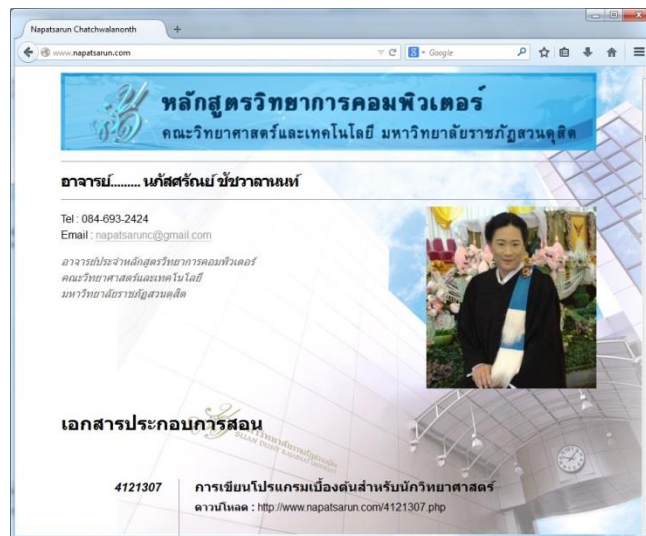 Napatsarun Chatchwalanonth
www.napatsarun.com
Google
หลักสูตรวิทยาการคอมพิวเตอร์
คณะวิทยาศาสตร์และเทคโนโลยี มหาวิทยาลัยราชภัฏสวนดุสิต
อาจารย์......... นภัสศรัณย์ ชัชวาลานนท์
Tel : 084-693-2424
Email : napatsarunc@gmail.com
อาจารย์ประจำหลักสูตรวิทยาการคอมพิวเตอร์
คณะวิทยาศาสตร์และเทคโนโลยี
มหาวิทยาลัยราชภัฏสวนดุสิต
เอกสารประกอบการสอน
4121307 การเขียนโปรแกรมเบื้องต้นสำหรับนักวิทยาศาสตร์
ดาวน์โหลด : http://www.napatsarun.com/4121307.php